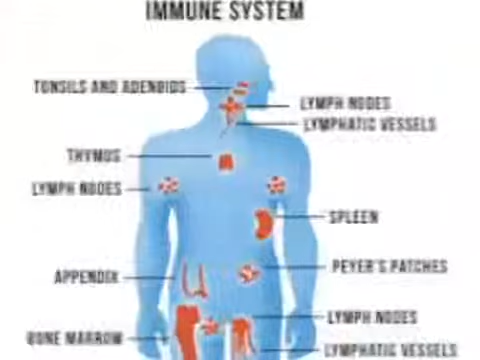 IMMUNE SYSTEM
TONSILS AND ADENOIDS
LYMPH NODES
LYMPHATIC VESSELS
THYMUS
LYMPH NODES
SPLEEN
PEYER'S PATCHES
APPENDIX
LYMPH NODES
BONE MARROW
LYMPHATIC VESSELS